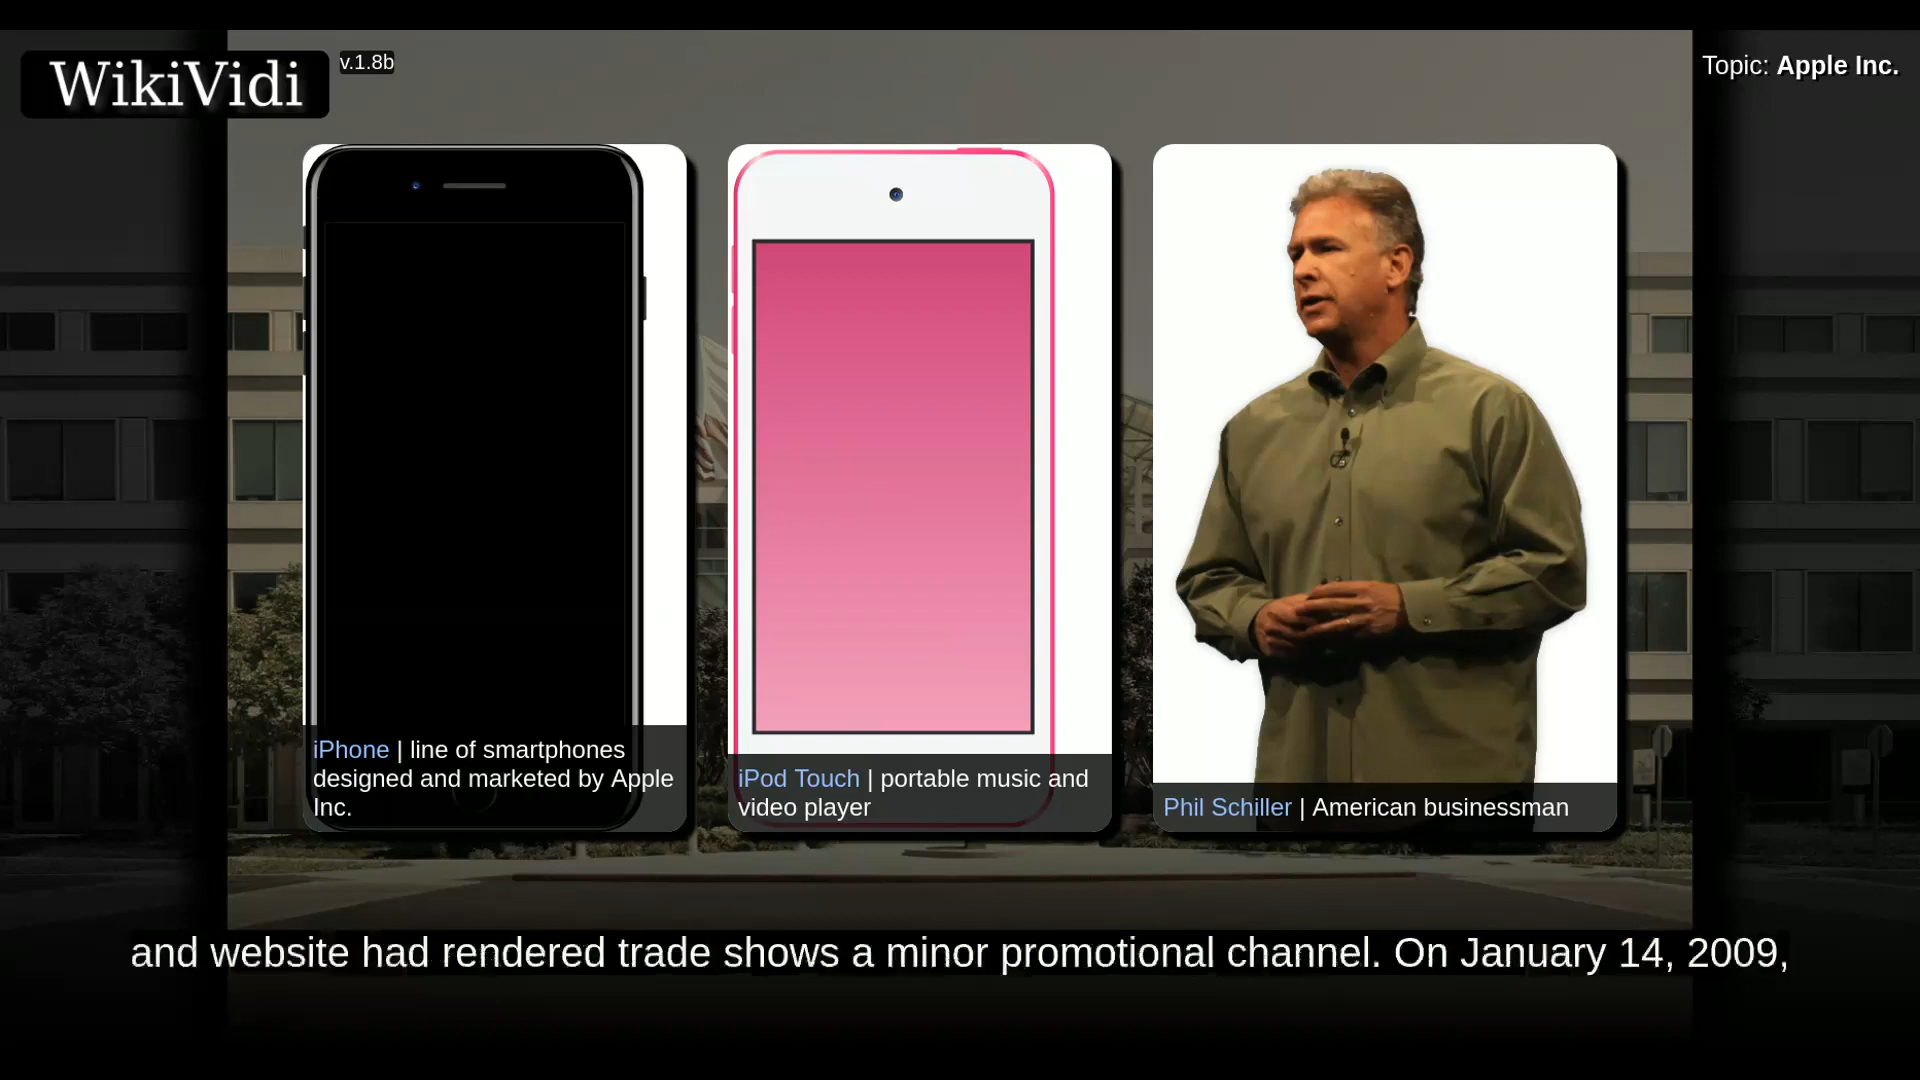 WikiVidi
v.1.8b
Topic: Apple Inc.
iPhone | line of smartphones
designed and marketed by Apple
Inc.
iPod Touch | portable music and
video player
Phil Schiller | American businessman
and website had rendered trade shows a minor promotional channel. On January 14, 2009,